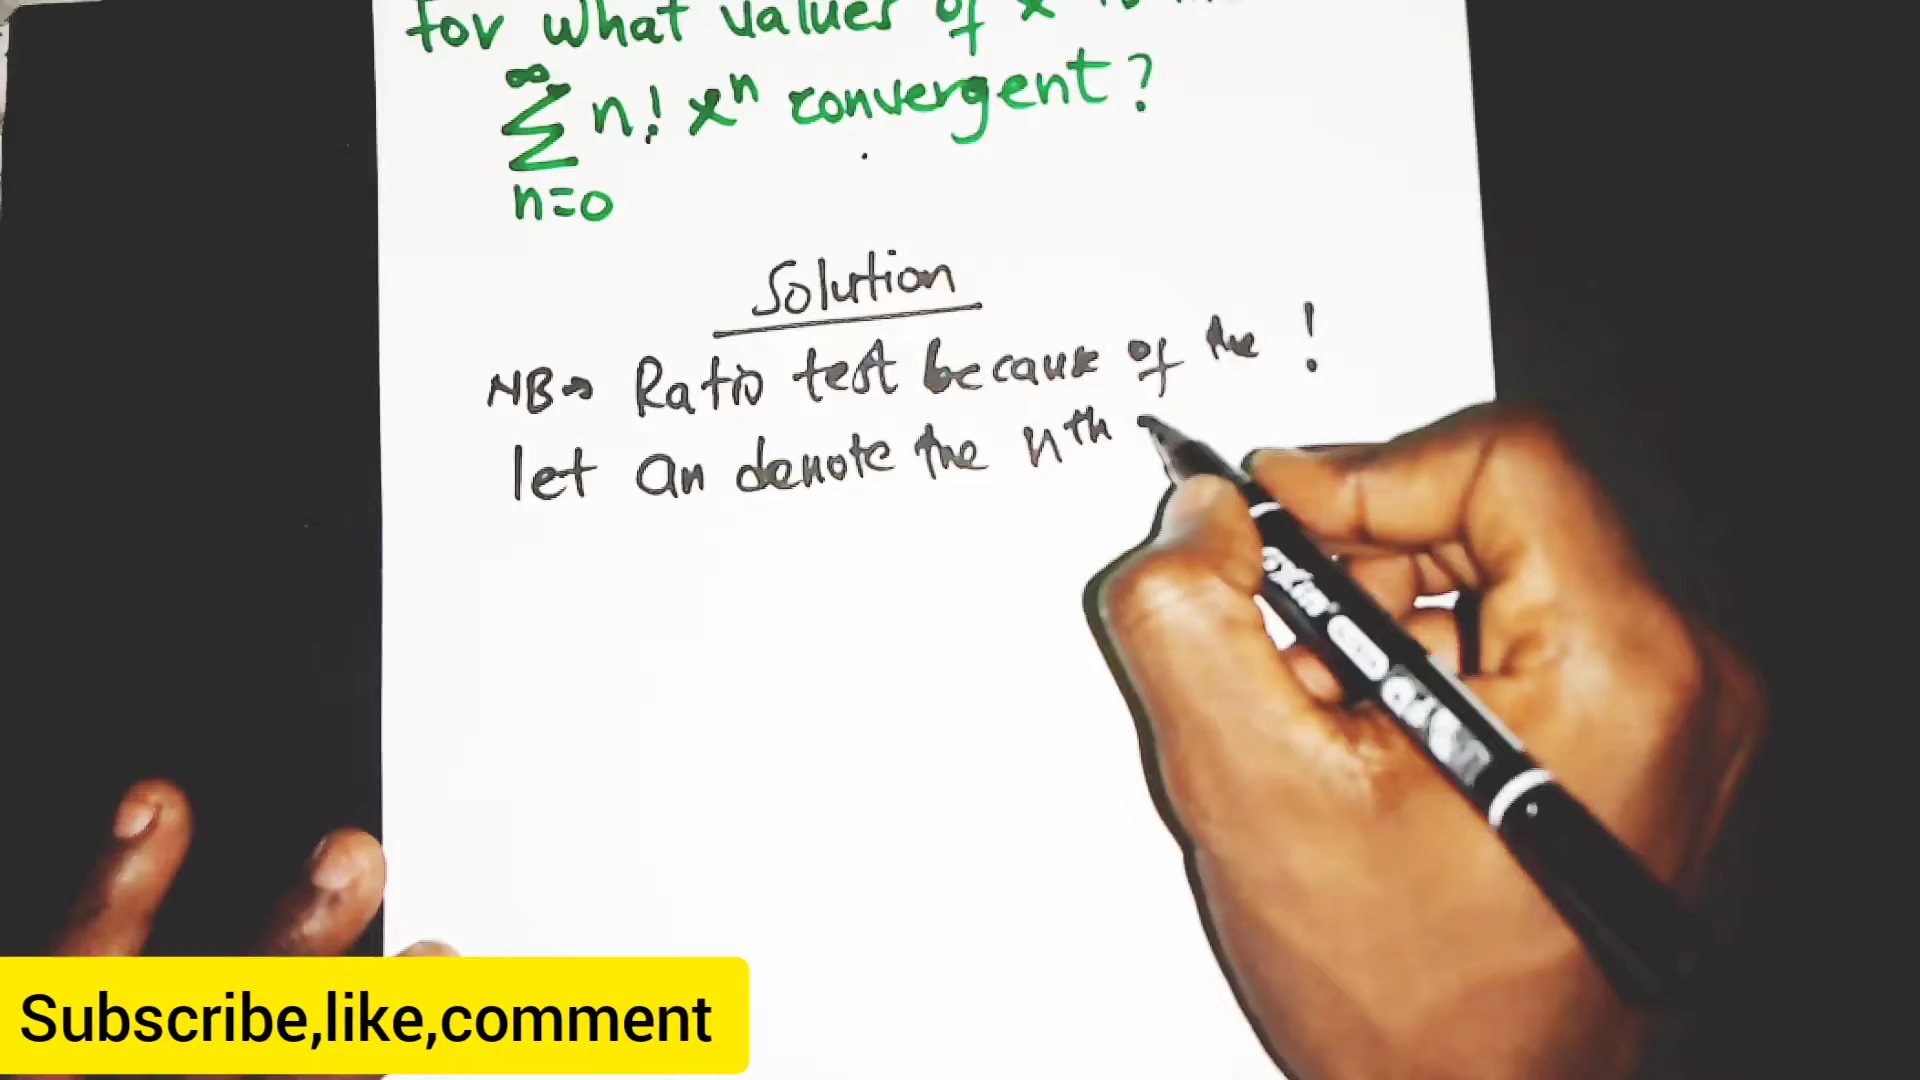 For what values of x is
∞
∑ n! xⁿ convergent?
n=0
Solution
NB→ Ratio test because of the !
let an denote the nth
Subscribe,like,comment